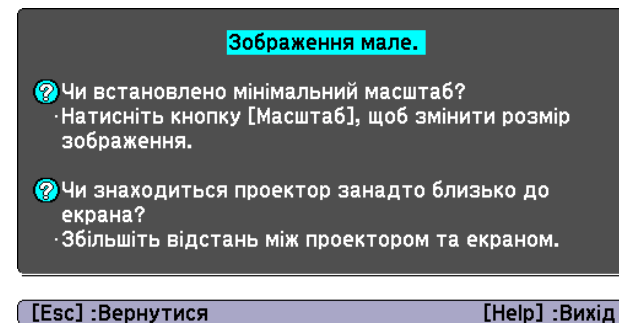 Зображення мале.
Чи встановлено мінімальний масштаб?
·Натисніть кнопку [Масштаб], щоб змінити розмір
зображення.
Чи знаходиться проектор занадто близько до
екрана?
·Збільшіть відстань між проектором та екраном.
[Esc] :Вернутися [Help] :Вихід